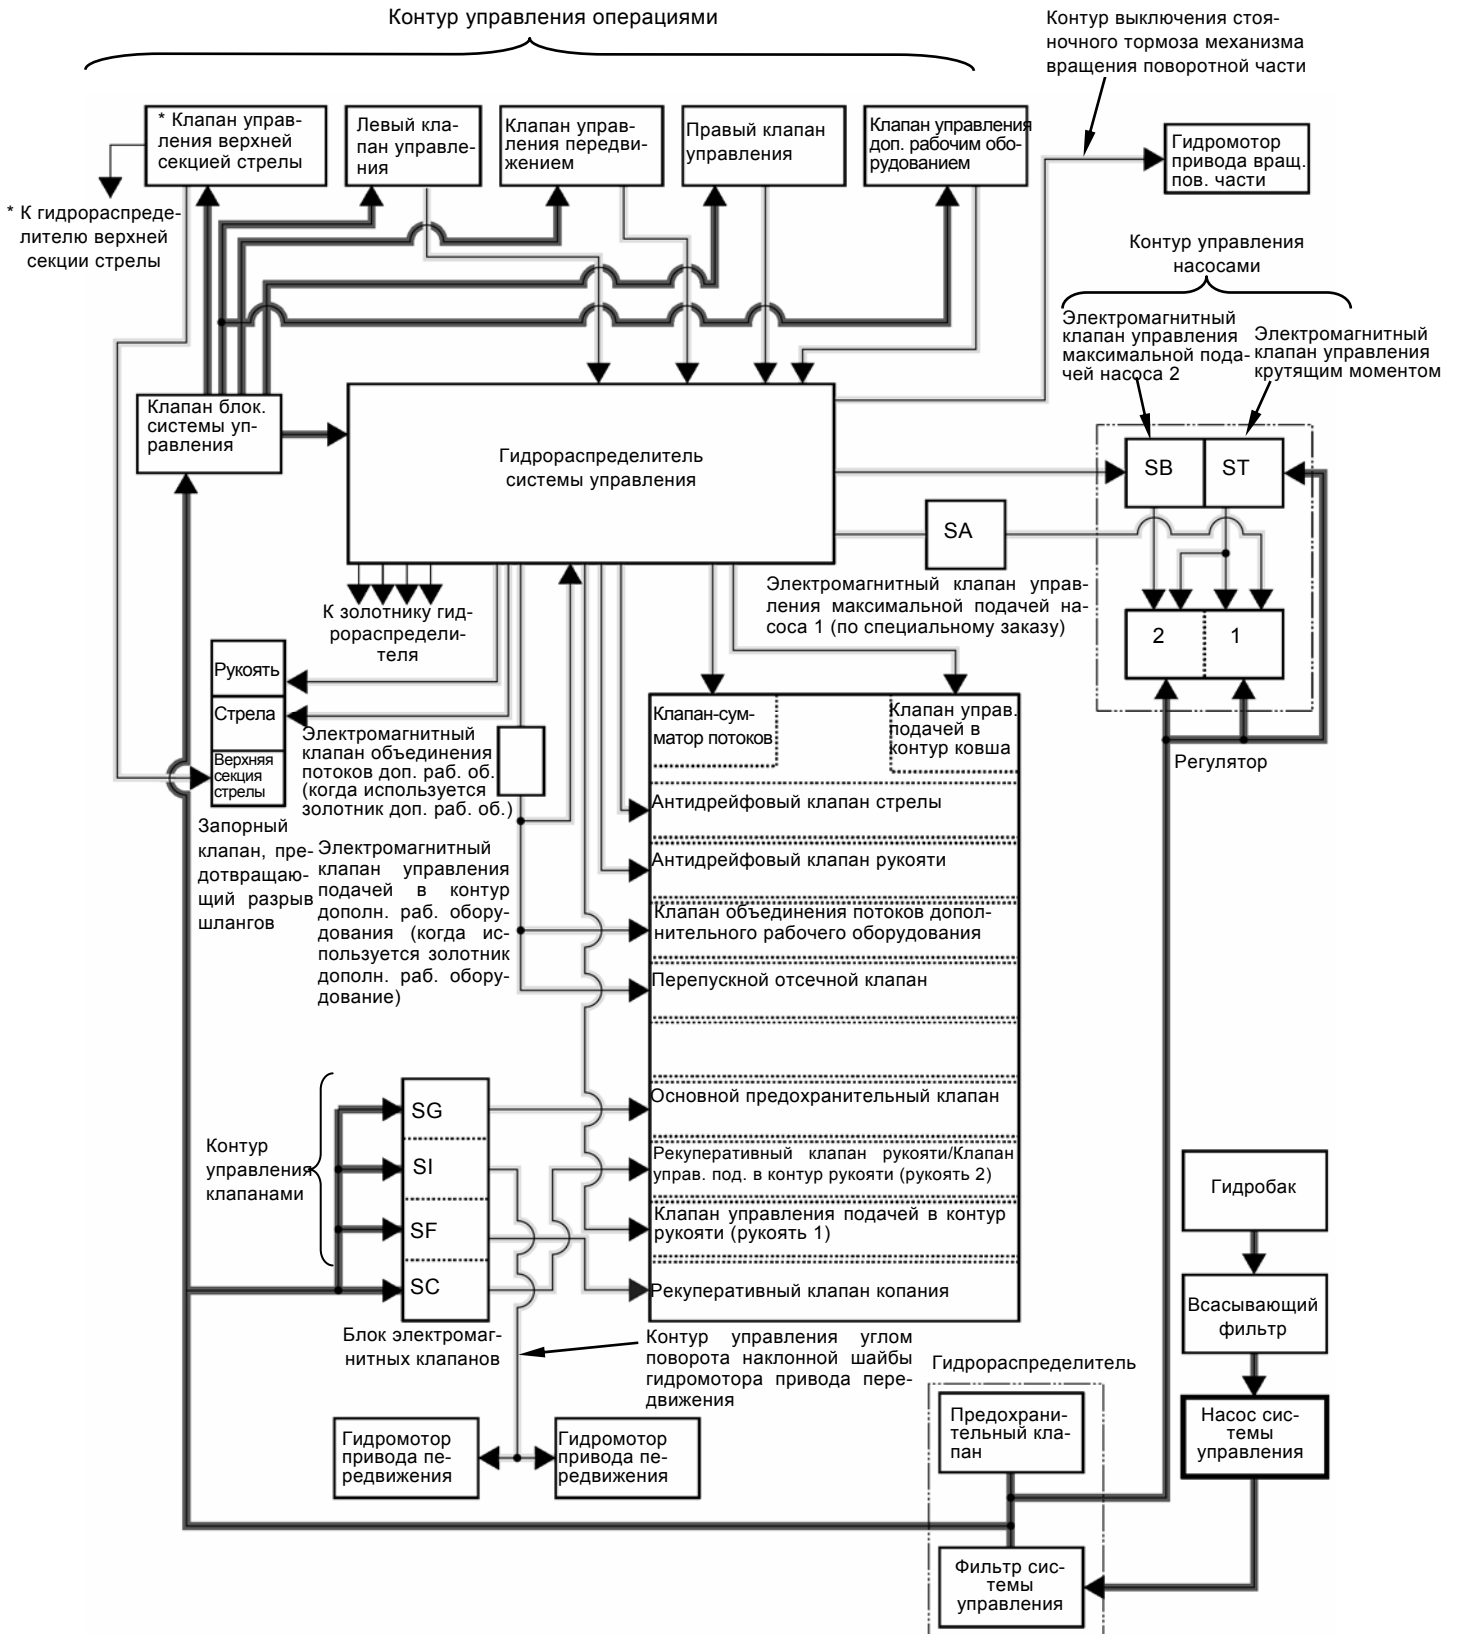 Контур управления операциями
Контур выключения стоя-
ночного тормоза механизма
вращения поворотной части
* Клапан управ-
ления верхней
секцией стрелы
Левый кла-
пан управле-
ния
Клапан управ-
ления передви-
жением
Правый клапан
управления
Клапан управления
доп. рабочим обо-
рудованием
Гидромотор
привода вращ.
пов. части
* К гидрораспреде-
лителю верхней
секции стрелы
Контур управления
насосами
Электромагнитный
клапан управления
максимальной пода-
чей насоса 2
Электромагнитный
клапан управления
крутящим моментом
Клапан блок.
системы уп-
равления
Гидрораспределитель
системы управления
SB
ST
SA
Электромагнитный клапан управ-
ления максимальной подачей на-
соса 1 (по специальному заказу)
2
1
Регулятор
К золотнику гид-
рораспредели-
теля
Рукоять
Стрела
Верхняя
секция
стрелы
Запорный
клапан, пре-
дотвращаю-
щий разрыв
шлангов
Электромагнитный
клапан объединения
потоков доп. раб. об.
(когда используется
золотник доп. раб. об.)
Электромагнитный
клапан управления
подачей в контур
дополн. раб. обору-
дования (когда ис-
пользуется золотник
дополн. раб. обору-
дование)
Клапан-сум-
матор потоков
Клапан управ.
подачей в
контур ковша
Антидрейфовый клапан стрелы
Антидрейфовый клапан рукояти
Клапан объединения потоков допол-
нительного рабочего оборудования
Перепускной отсечной клапан
Основной предохранительный клапан
Рекуперативный клапан рукояти/Клапан
управ. под. в контур рукояти (рукоять 2)
Клапан управления подачей в контур
рукояти (рукоять 1)
Рекуперативный клапан копания
Контур
управления
клапанами
SG
SI
SF
SC
Блок электромаг-
нитных клапанов
Контур управления углом
поворота наклонной шайбы
гидромотора привода пере-
движения
Гидромотор
привода пе-
редвижения
Гидромотор
привода пе-
редвижения
Гидрораспределитель
Предохрани-
тельный кла-
пан
Фильтр сис-
темы
управления
Гидробак
Всасывающий
фильтр
Насос сис-
темы
управления